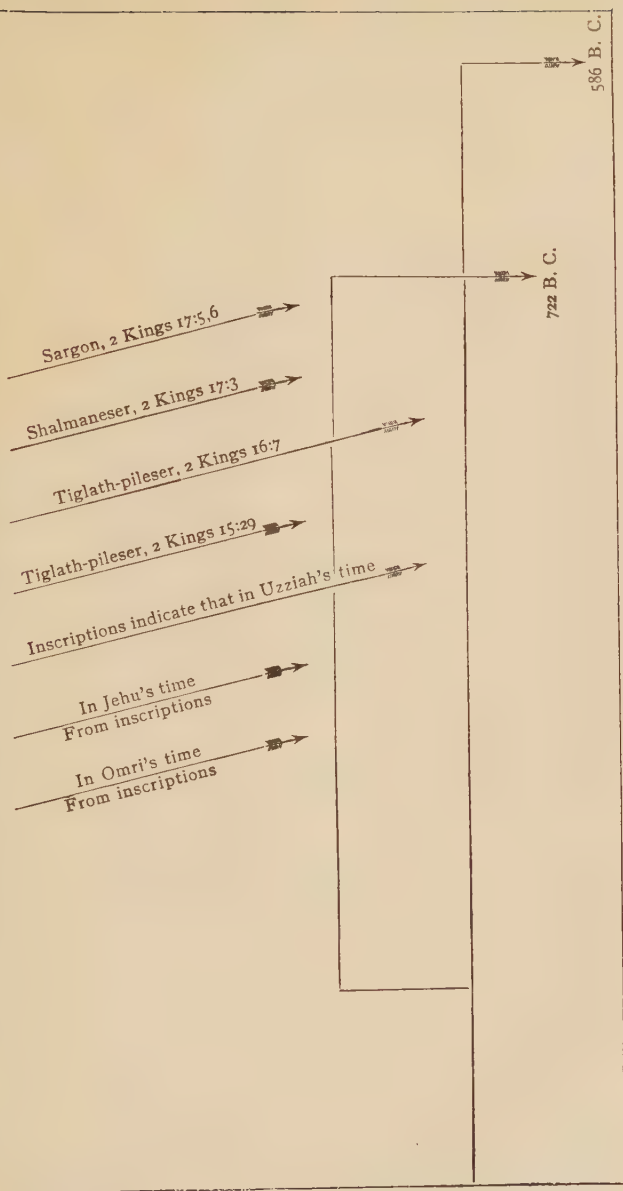 586 B. C.
722 B. C.
Sargon, 2 Kings 17:5,6
Shalmaneser, 2 Kings 17:3
Tiglath-pileser, 2 Kings 16:7
Tiglath-pileser, 2 Kings 15:29
Inscriptions indicate that in Uzziah's time
In Jehu's time
From inscriptions
In Omri's time
From inscriptions